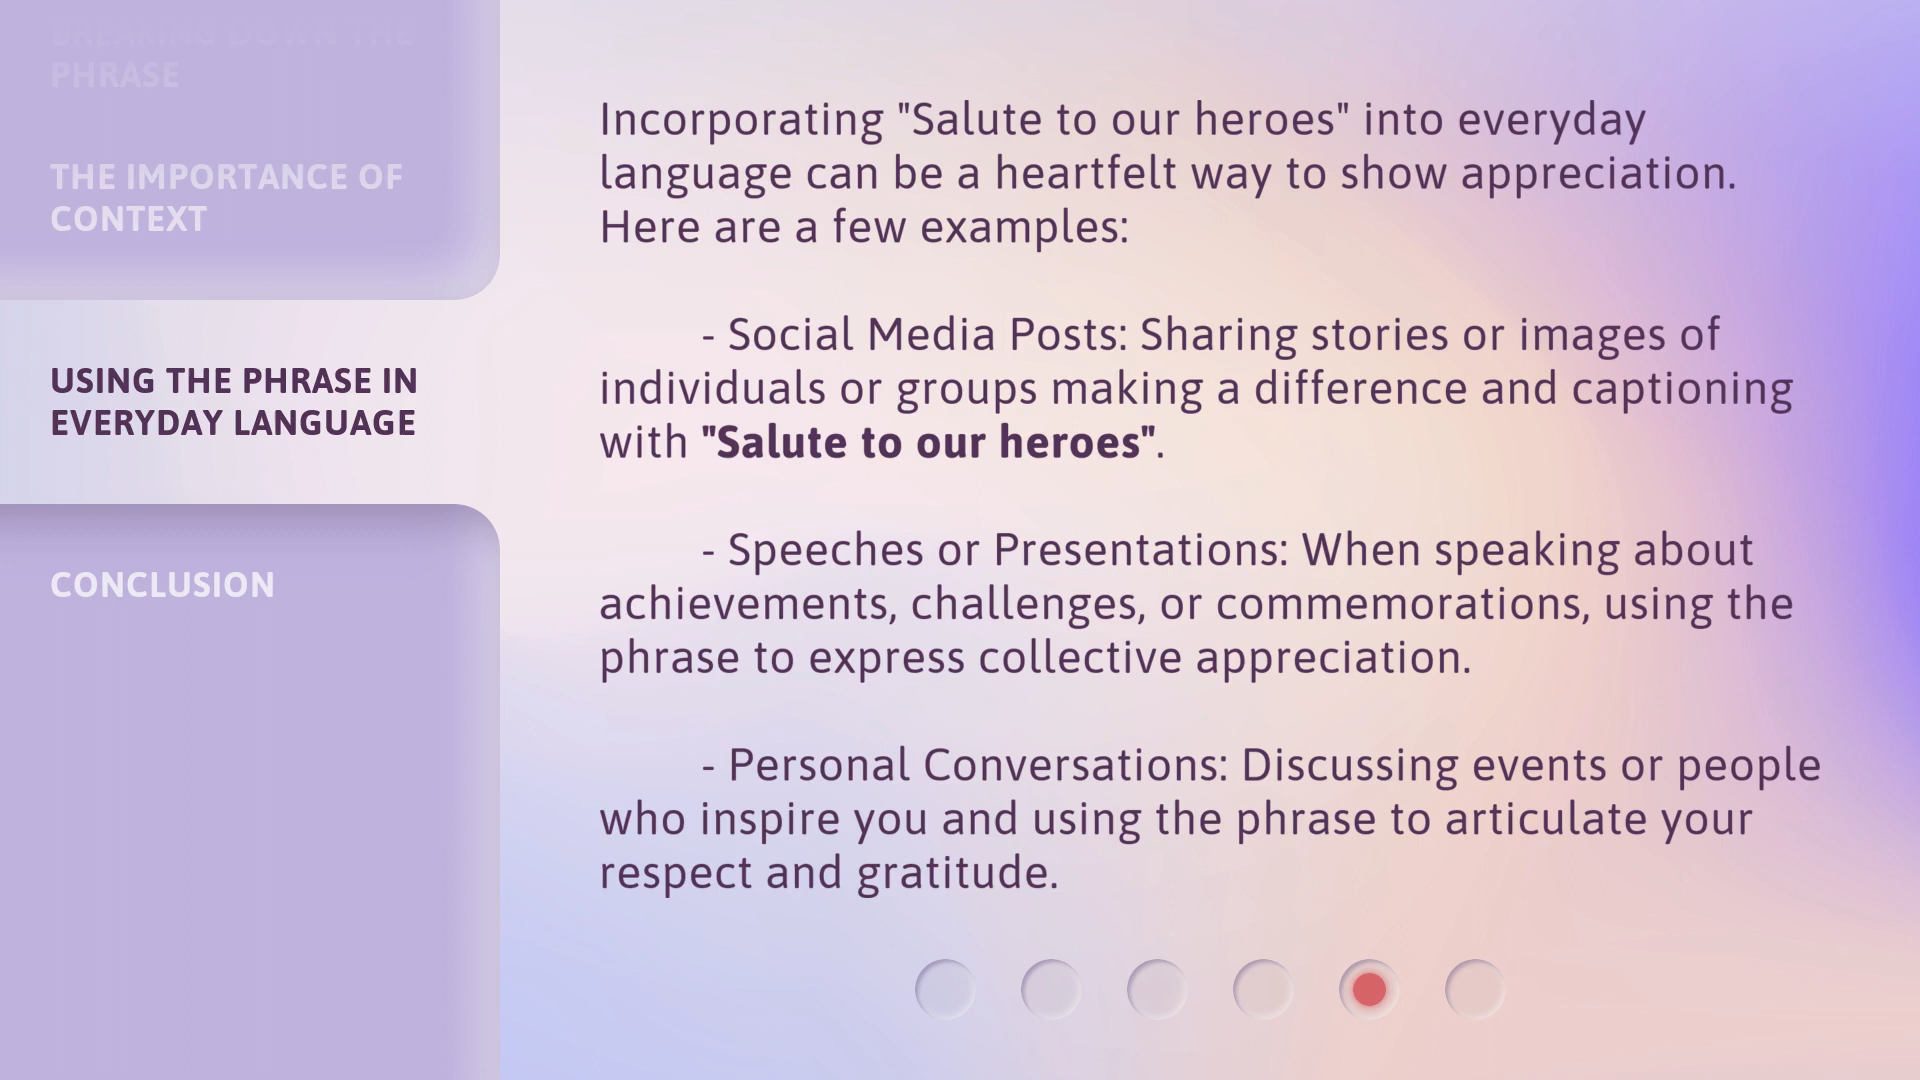 BREAKING DOWN THE
PHRASE
THE IMPORTANCE OF
CONTEXT
USING THE PHRASE IN
EVERYDAY LANGUAGE
CONCLUSION
Incorporating "Salute to our heroes" into everyday
language can be a heartfelt way to show appreciation.
Here are a few examples:
- Social Media Posts: Sharing stories or images of
individuals or groups making a difference and captioning
with "Salute to our heroes".
- Speeches or Presentations: When speaking about
achievements, challenges, or commemorations, using the
phrase to express collective appreciation.
- Personal Conversations: Discussing events or people
who inspire you and using the phrase to articulate your
respect and gratitude.